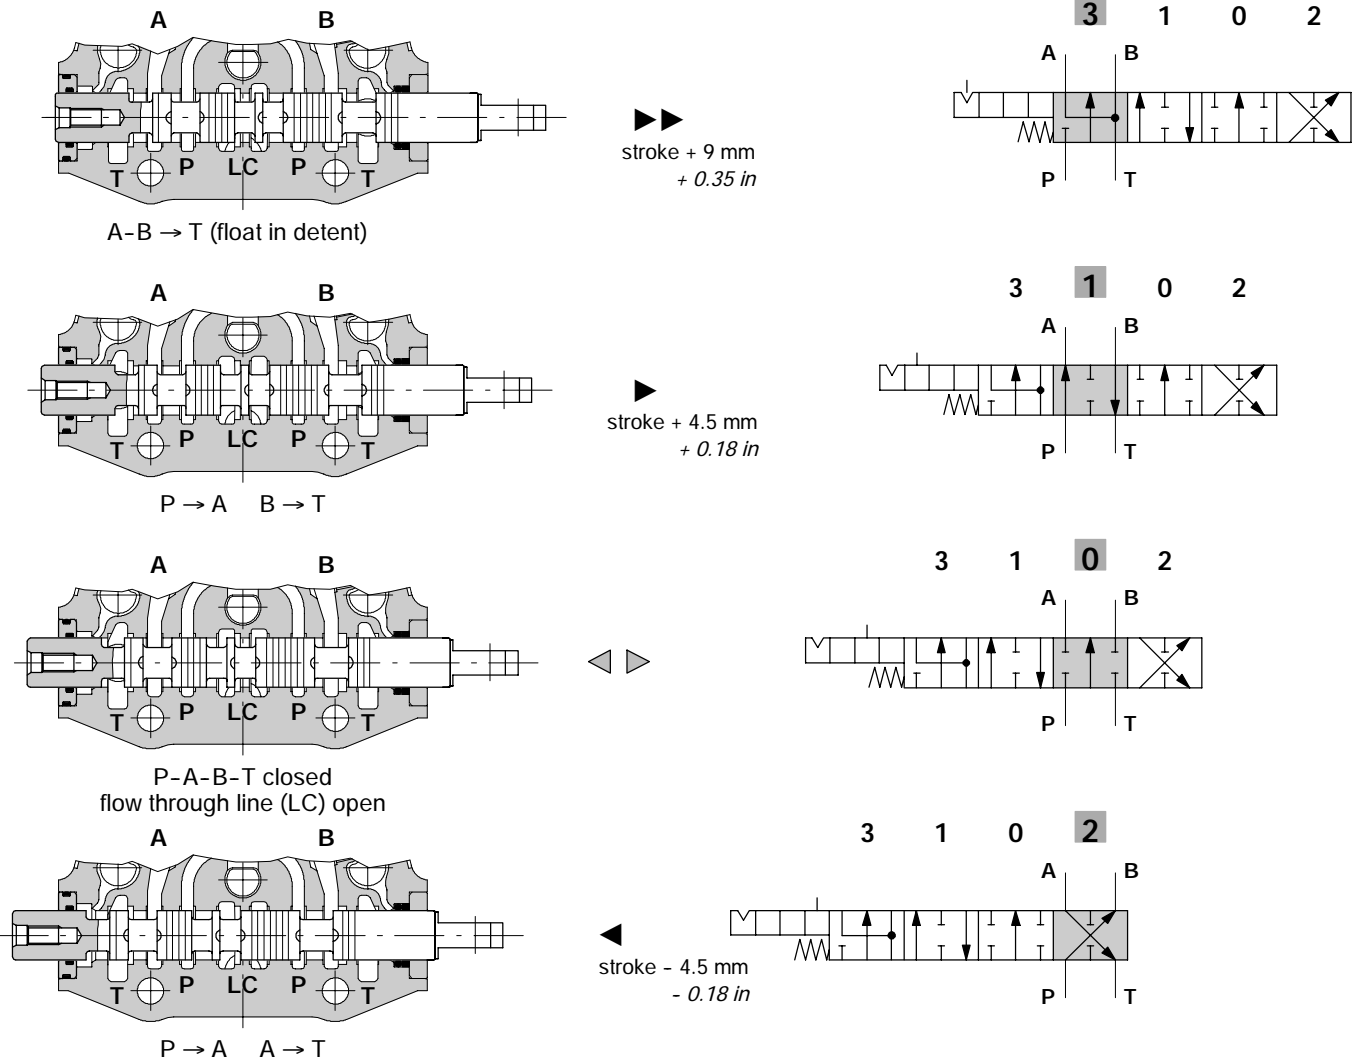 A B 3 1 0 2
A B
T P LC P T
stroke + 9 mm
+ 0.35 in
P T
A-B → T (float in detent)
A B 3 1 0 2
A B
T P LC P T
stroke + 4.5 mm
+ 0.18 in
P T
P → A B → T
A B 3 1 0 2
A B
T P LC P T
P T
P-A-B-T closed
flow through line (LC) open
A B 3 1 0 2
A B
T P LC P T
stroke - 4.5 mm
- 0.18 in
P T
P → A A → T